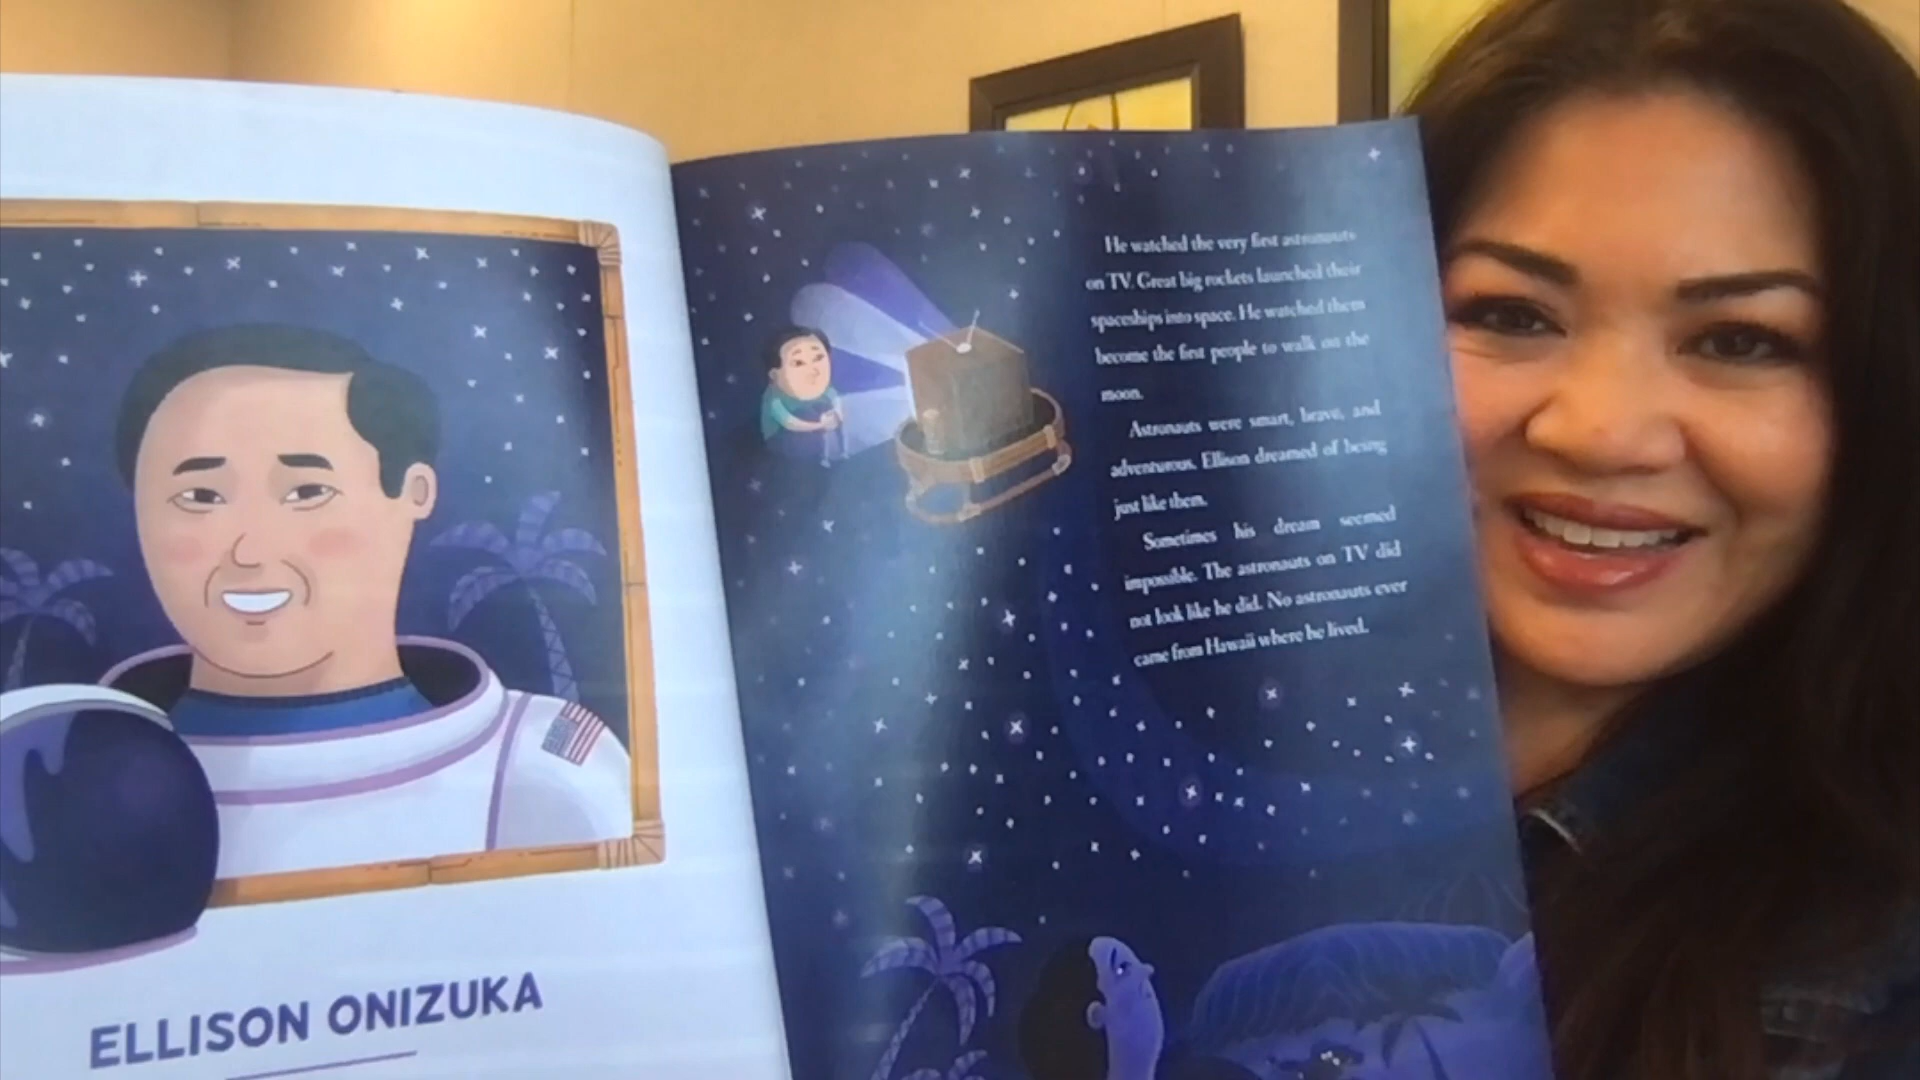 ELLISON ONIZUKA
He watched the very first astronauts
on TV. Great big rockets launched their
spaceships into space. He watched them
become the first people to walk on the
moon.
Astronauts were smart, brave, and
adventurous. Ellison dreamed of being
just like them.
Sometimes his dream seemed
impossible. The astronauts on TV did
not look like he did. No astronauts ever
came from Hawaii where he lived.